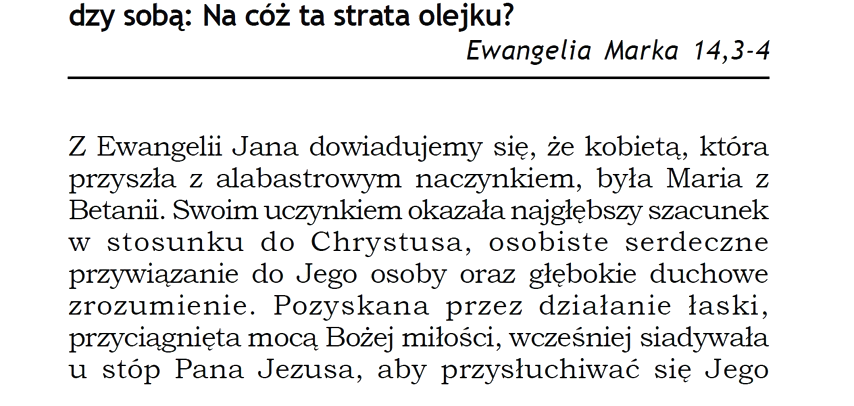 dzy sobą: Na cóż ta strata olejku?
Ewangelia Marka 14,3-4
Z Ewangelii Jana dowiadujemy się, że kobietą, która
przyszła z alabastrowym naczynkiem, była Maria z
Betanii. Swoim uczynkiem okazała najgłębszy szacunek
w stosunku do Chrystusa, osobiste serdeczne
przywiązanie do Jego osoby oraz głębokie duchowe
zrozumienie. Pozyskana przez działanie łaski,
przyciągnięta mocą Bożej miłości, wcześniej siadywała
u stóp Pana Jezusa, aby przysłuchiwać się Jego